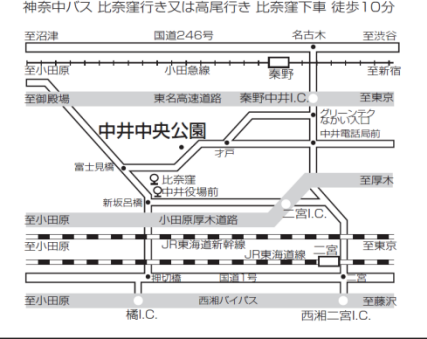 神奈中バス 比奈窪行き又は高尾行き 比奈窪下車 徒歩10分
至沼津 国道246号 名古木 至渋谷
至小田原 小田急線 秦野 至新宿
至御殿場 東名高速道路 秦野中井I.C. 至東京
グリーンテク
なかい入口
中井中央公園 中井電話局前
才戸
富士見橋
比奈窪 至厚木
中井役場前
新坂呂橋
二宮I.C.
至小田原 小田原厚木道路
至小田原 JR東海道新幹線 二宮 至東京
JR東海道線
押切橋 国道1号 二宮
至小田原 西湘バイパス 至藤沢
橘I.C. 西湘二宮I.C.